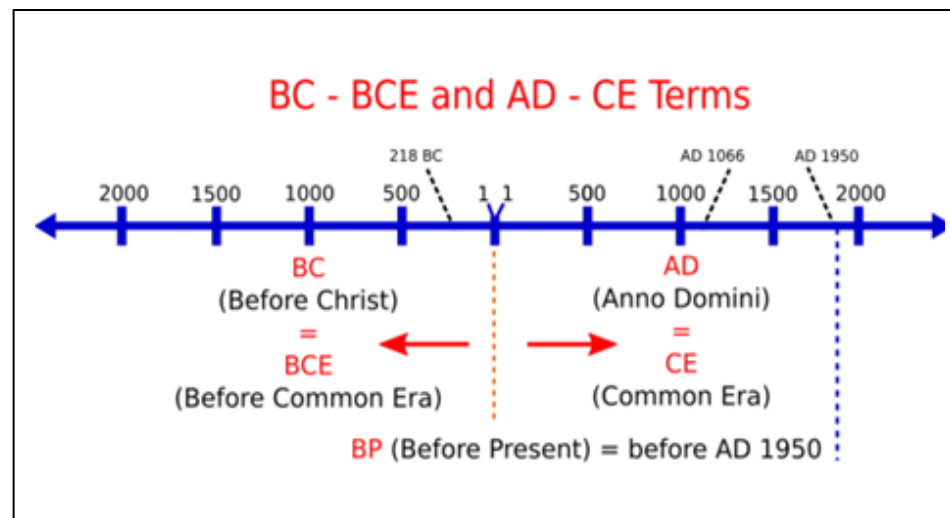 BC - BCE and AD - CE Terms
218 BC AD 1066 AD 1950
2000 1500 1000 500 1 1 500 1000 1500 2000
BC AD
(Before Christ) (Anno Domini)
= =
BCE CE
(Before Common Era) (Common Era)
BP (Before Present) = before AD 1950